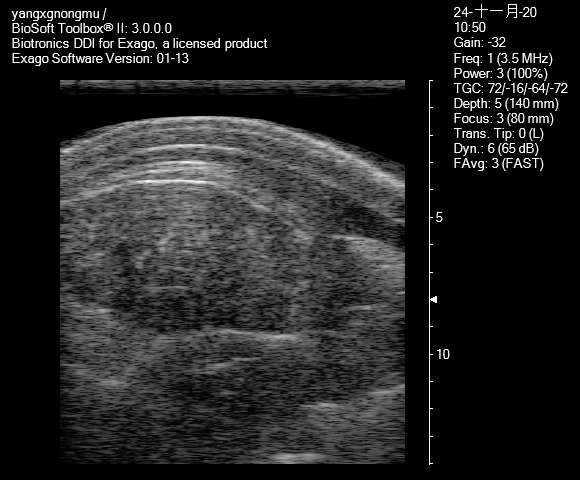 yangxgnongmu /
BioSoft Toolbox® II: 3.0.0.0
Biotronics DDI for Exago, a licensed product
Exago Software Version: 01-13
24-十一月-20
10:50
Gain: -32
Freq: 1 (3.5 MHz)
Power: 3 (100%)
TGC: 72/-16/-64/-72
Depth: 5 (140 mm)
Focus: 3 (80 mm)
Trans. Tip: 0 (L)
Dyn.: 6 (65 dB)
FAvg: 3 (FAST)
5
10